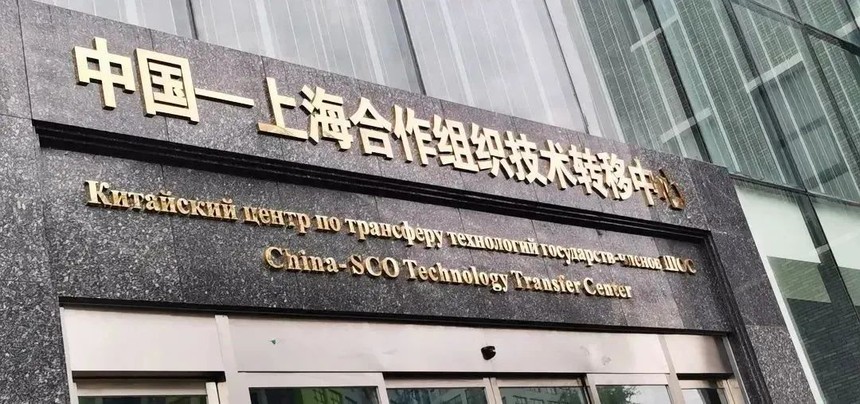 中国—上海合作组织技术转移中心
Китайский центр по трансферу технологий государств-членов ШОС
China-SCO Technology Transfer Center